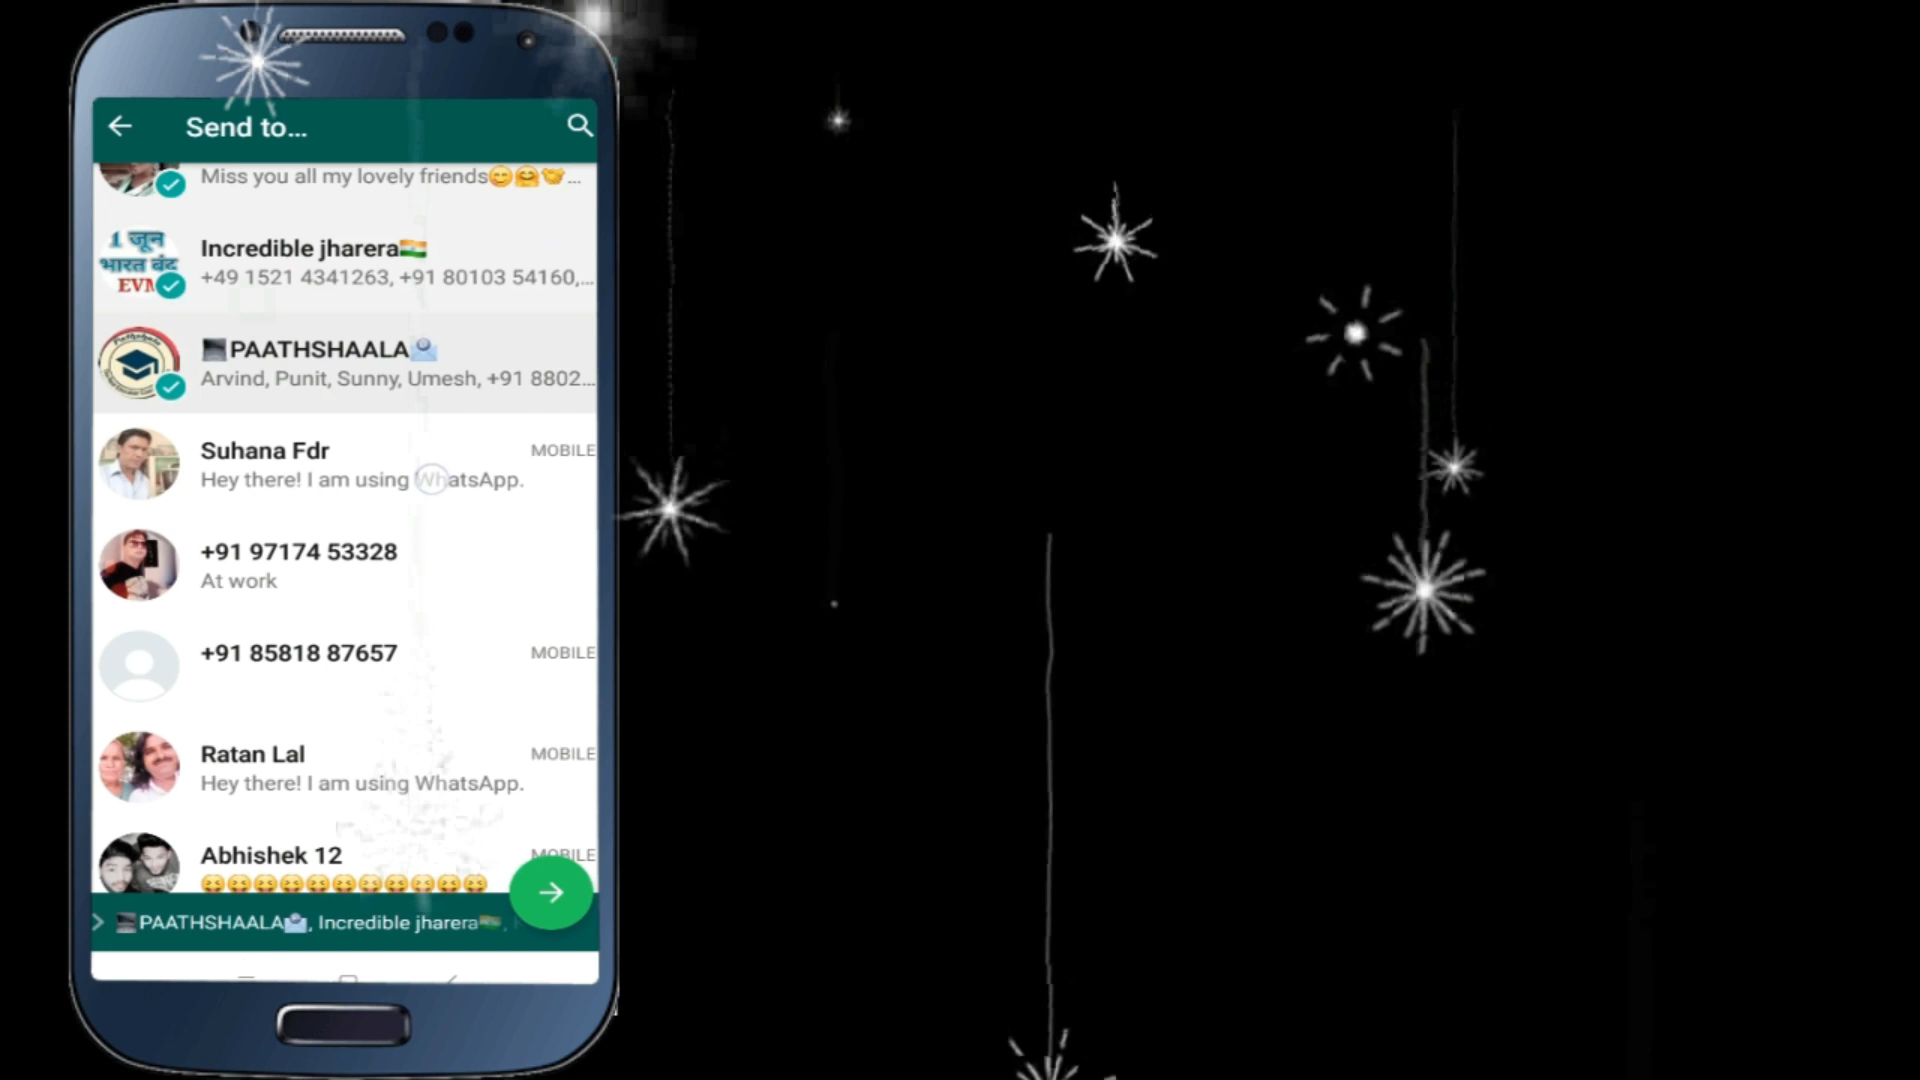 Send to...
Miss you all my lovely friends😊🤗🤝...
Incredible jharera🇮🇳
+49 1521 4341263, +91 80103 54160,...
1 जून
भारत बंद
EVM
PAATHSHAALA
Arvind, Punit, Sunny, Umesh, +91 8802...
Suhana Fdr MOBILE
Hey there! I am using WhatsApp.
+91 97174 53328
At work
+91 85818 87657 MOBILE
Ratan Lal MOBILE
Hey there! I am using WhatsApp.
Abhishek 12 MOBILE
😝😝😝😝😝😝😝😝😝😝😝
PAATHSHAALA, Incredible jharera🇮🇳,